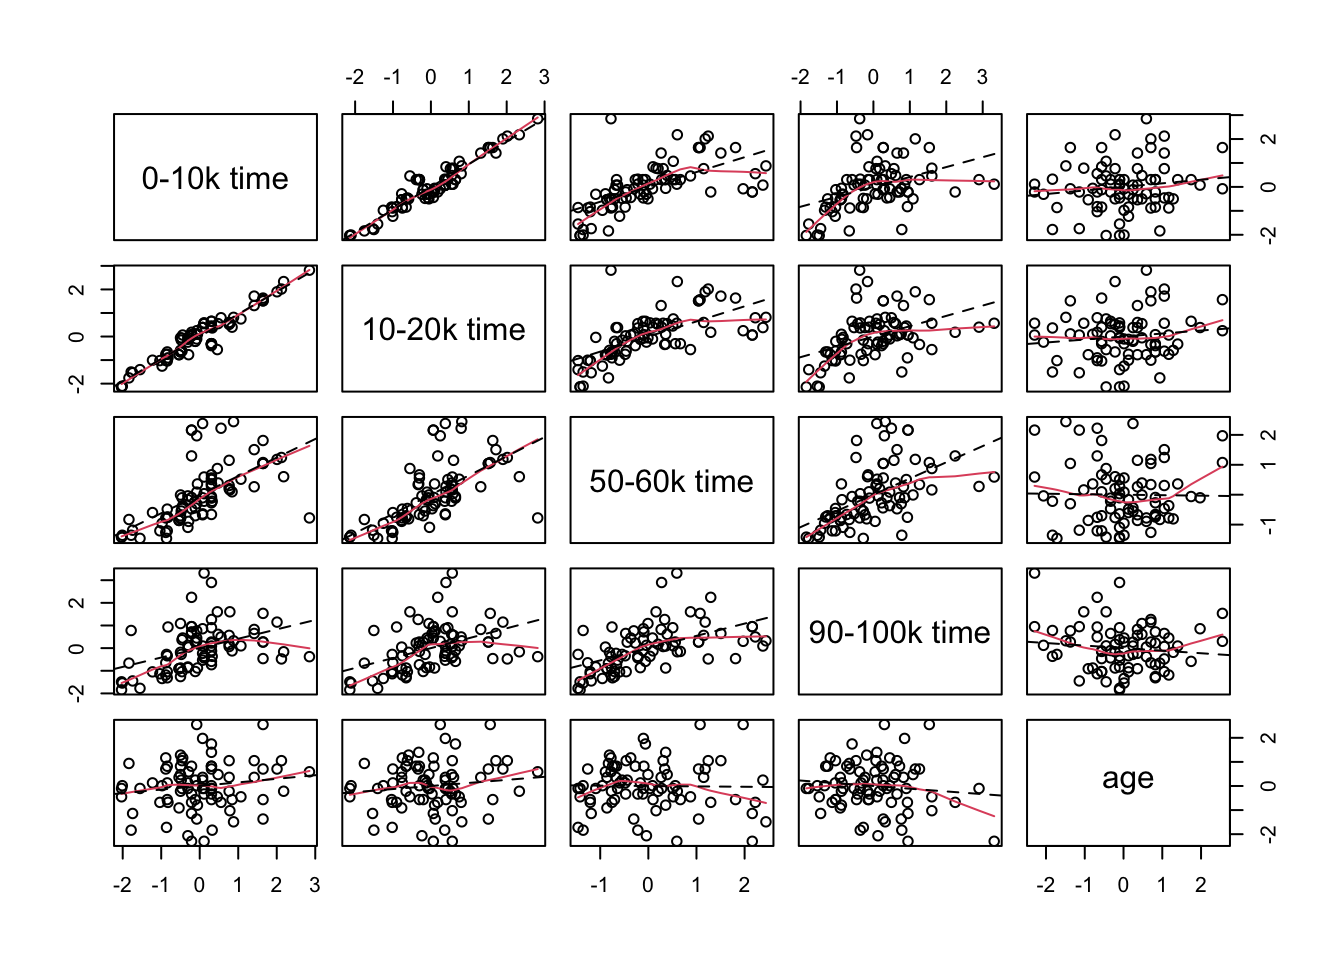 -2 -1 0 1 2 3
-2 -1 0 1 2 3
0-10k time
-2 0 2
-2 0 2
10-20k time
50-60k time
-1 1 2
-2 0 2
90-100k time
age
-2 0 2
-2 -1 0 1 2 3
-1 0 1 2
-2 -1 0 1 2